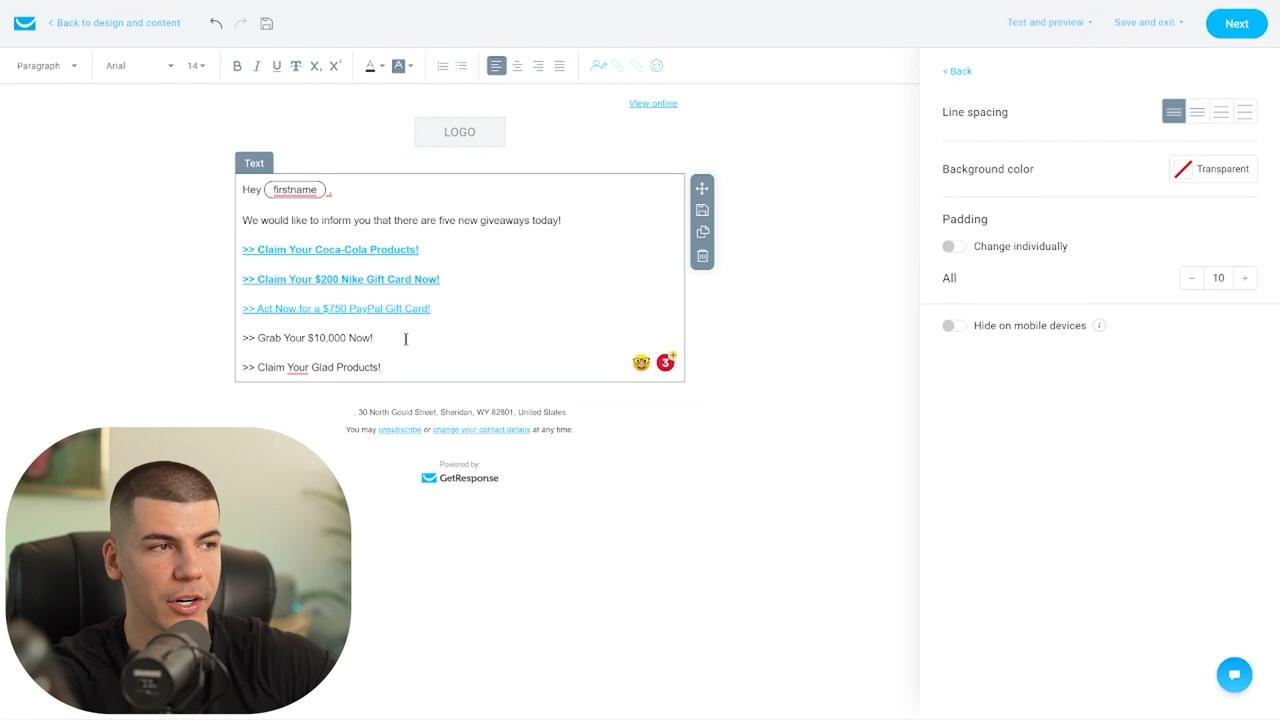 < Back to design and content
Test and preview
Save and exit
Next
Paragraph
Arial
14
B I U T X, X˄ A A
< Back
View online
Line spacing
LOGO
Text
Background color
Transparent
Hey firstname ,
We would like to inform you that there are five new giveaways today!
Padding
>> Claim Your Coca-Cola Products!
Change individually
>> Claim Your $200 Nike Gift Card Now!
All
− 10 +
>> Act Now for a $750 PayPal Gift Card!
Hide on mobile devices i
>> Grab Your $10,000 Now!
>> Claim Your Glad Products!
3
, 30 North Gould Street, Sheridan, WY 82801, United States
You may unsubscribe or change your contact details at any time.
Powered by:
GetResponse